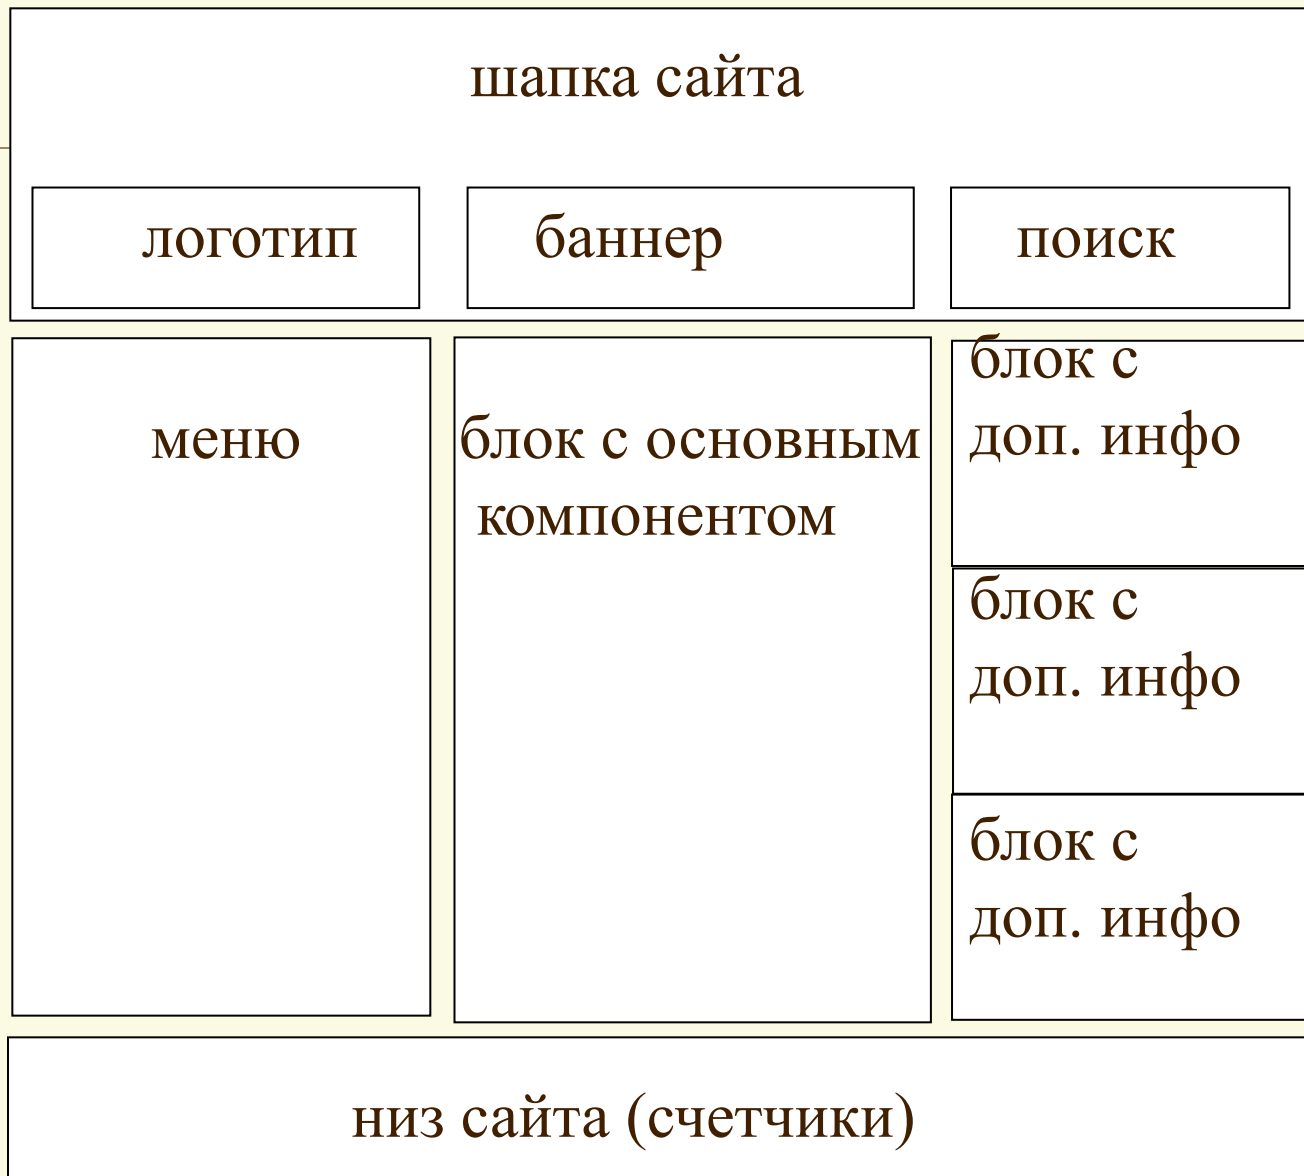 шапка сайта
логотип
баннер
поиск
меню
блок с основным
компонентом
блок с
доп. инфо
блок с
доп. инфо
блок с
доп. инфо
низ сайта (счетчики)